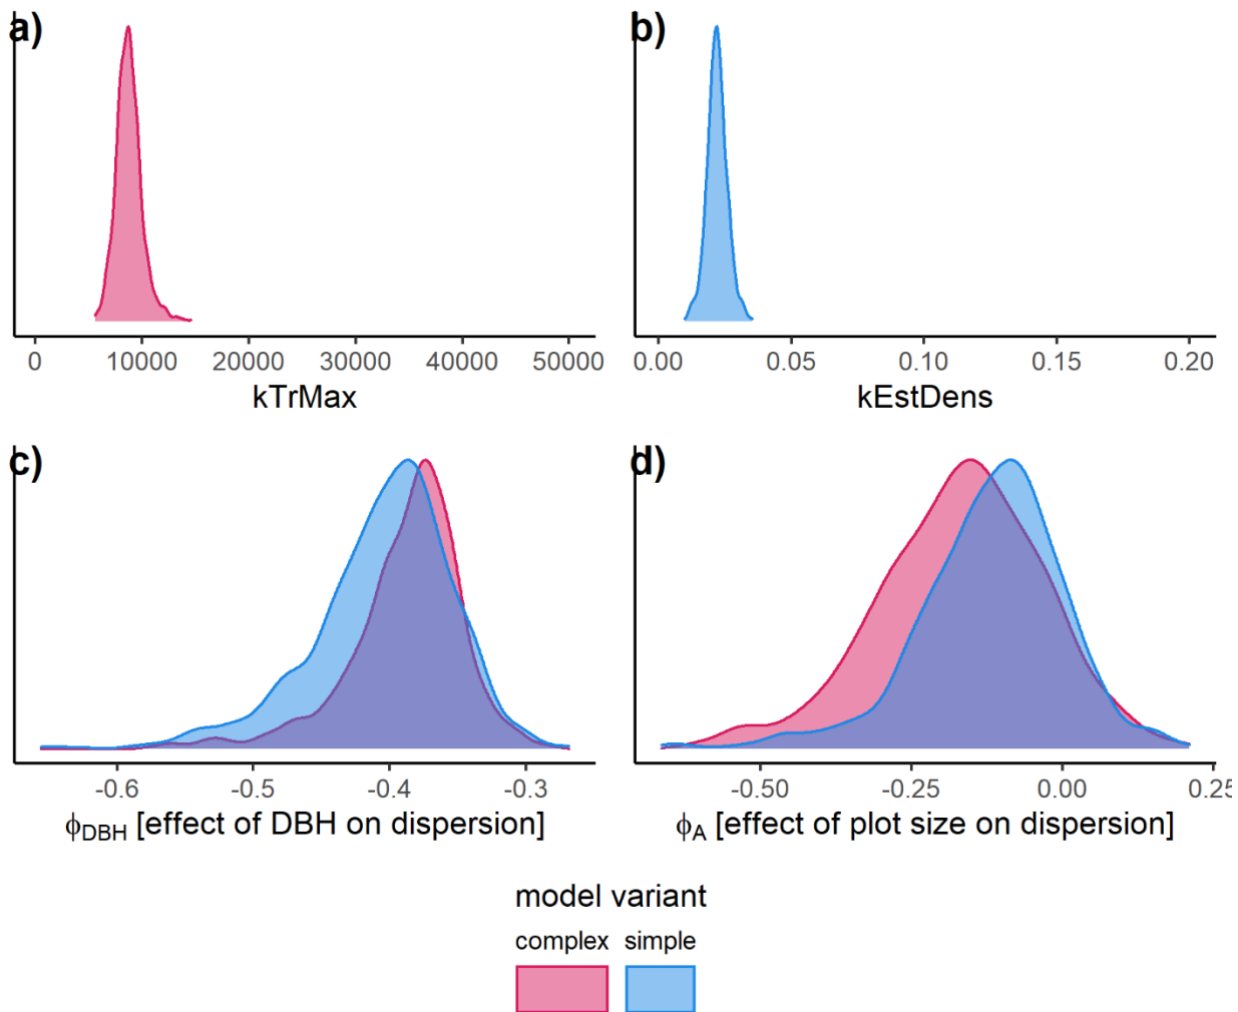 a)
b)
0 10000 20000 30000 40000 50000
kTrMax
0.00 0.05 0.10 0.15 0.20
kEstDens
c)
d)
-0.6 -0.5 -0.4 -0.3
ϕDBH [effect of DBH on dispersion]
-0.50 -0.25 0.00 0.25
ϕA [effect of plot size on dispersion]
model variant
complex simple